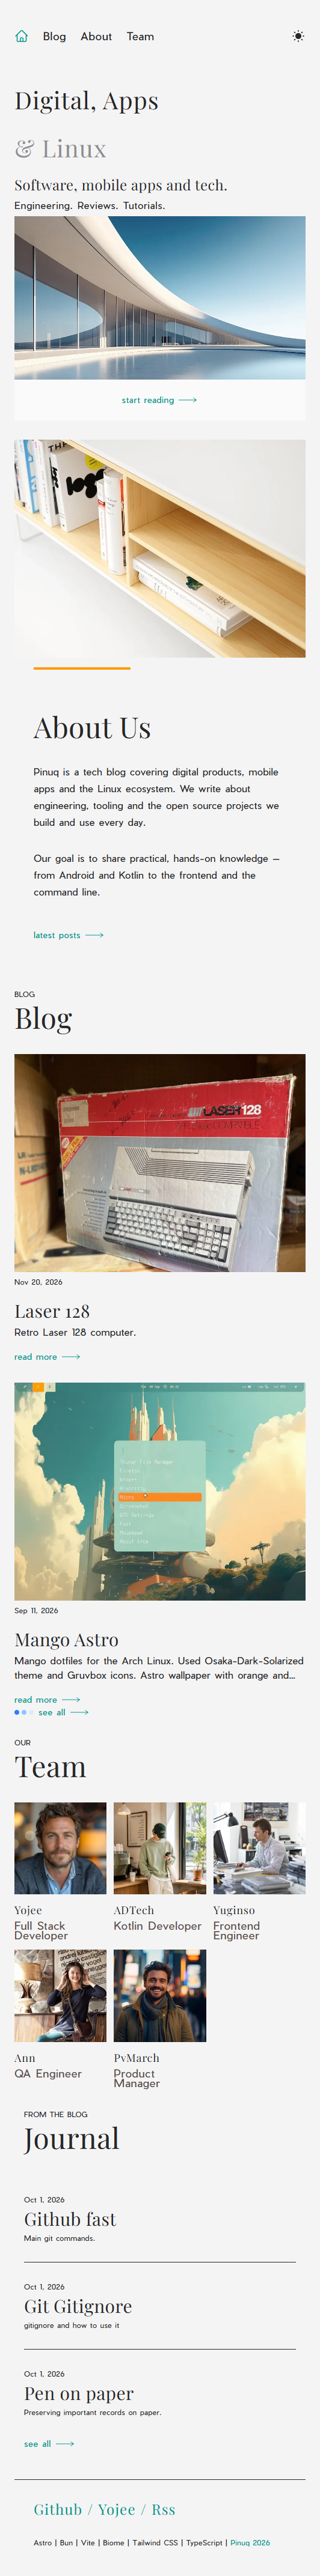 Blog About Team
Digital, Apps
& Linux
Software, mobile apps and tech.
Engineering. Reviews. Tutorials.
start reading
About Us
Pinuq is a tech blog covering digital products, mobile
apps and the Linux ecosystem. We write about
engineering, tooling and the open source projects we
build and use every day.
Our goal is to share practical, hands-on knowledge —
from Android and Kotlin to the frontend and the
command line.
latest posts
BLOG
Blog
LASER 128
Nov 20, 2026
Laser 128
Retro Laser 128 computer.
read more
Sep 11, 2026
Mango Astro
Mango dotfiles for the Arch Linux. Used Osaka-Dark-Solarized
theme and Gruvbox icons. Astro wallpaper with orange and...
read more
see all
OUR
Team
Yojee
Full Stack
Developer
ADTech
Kotlin Developer
Yuginso
Frontend
Engineer
Ann
QA Engineer
PvMarch
Product
Manager
FROM THE BLOG
Journal
Oct 1, 2026
Github fast
Main git commands.
Oct 1, 2026
Git Gitignore
gitignore and how to use it
Oct 1, 2026
Pen on paper
Preserving important records on paper.
see all
Github / Yojee / Rss
Astro | Bun | Vite | Biome | Tailwind CSS | TypeScript | Pinuq 2026